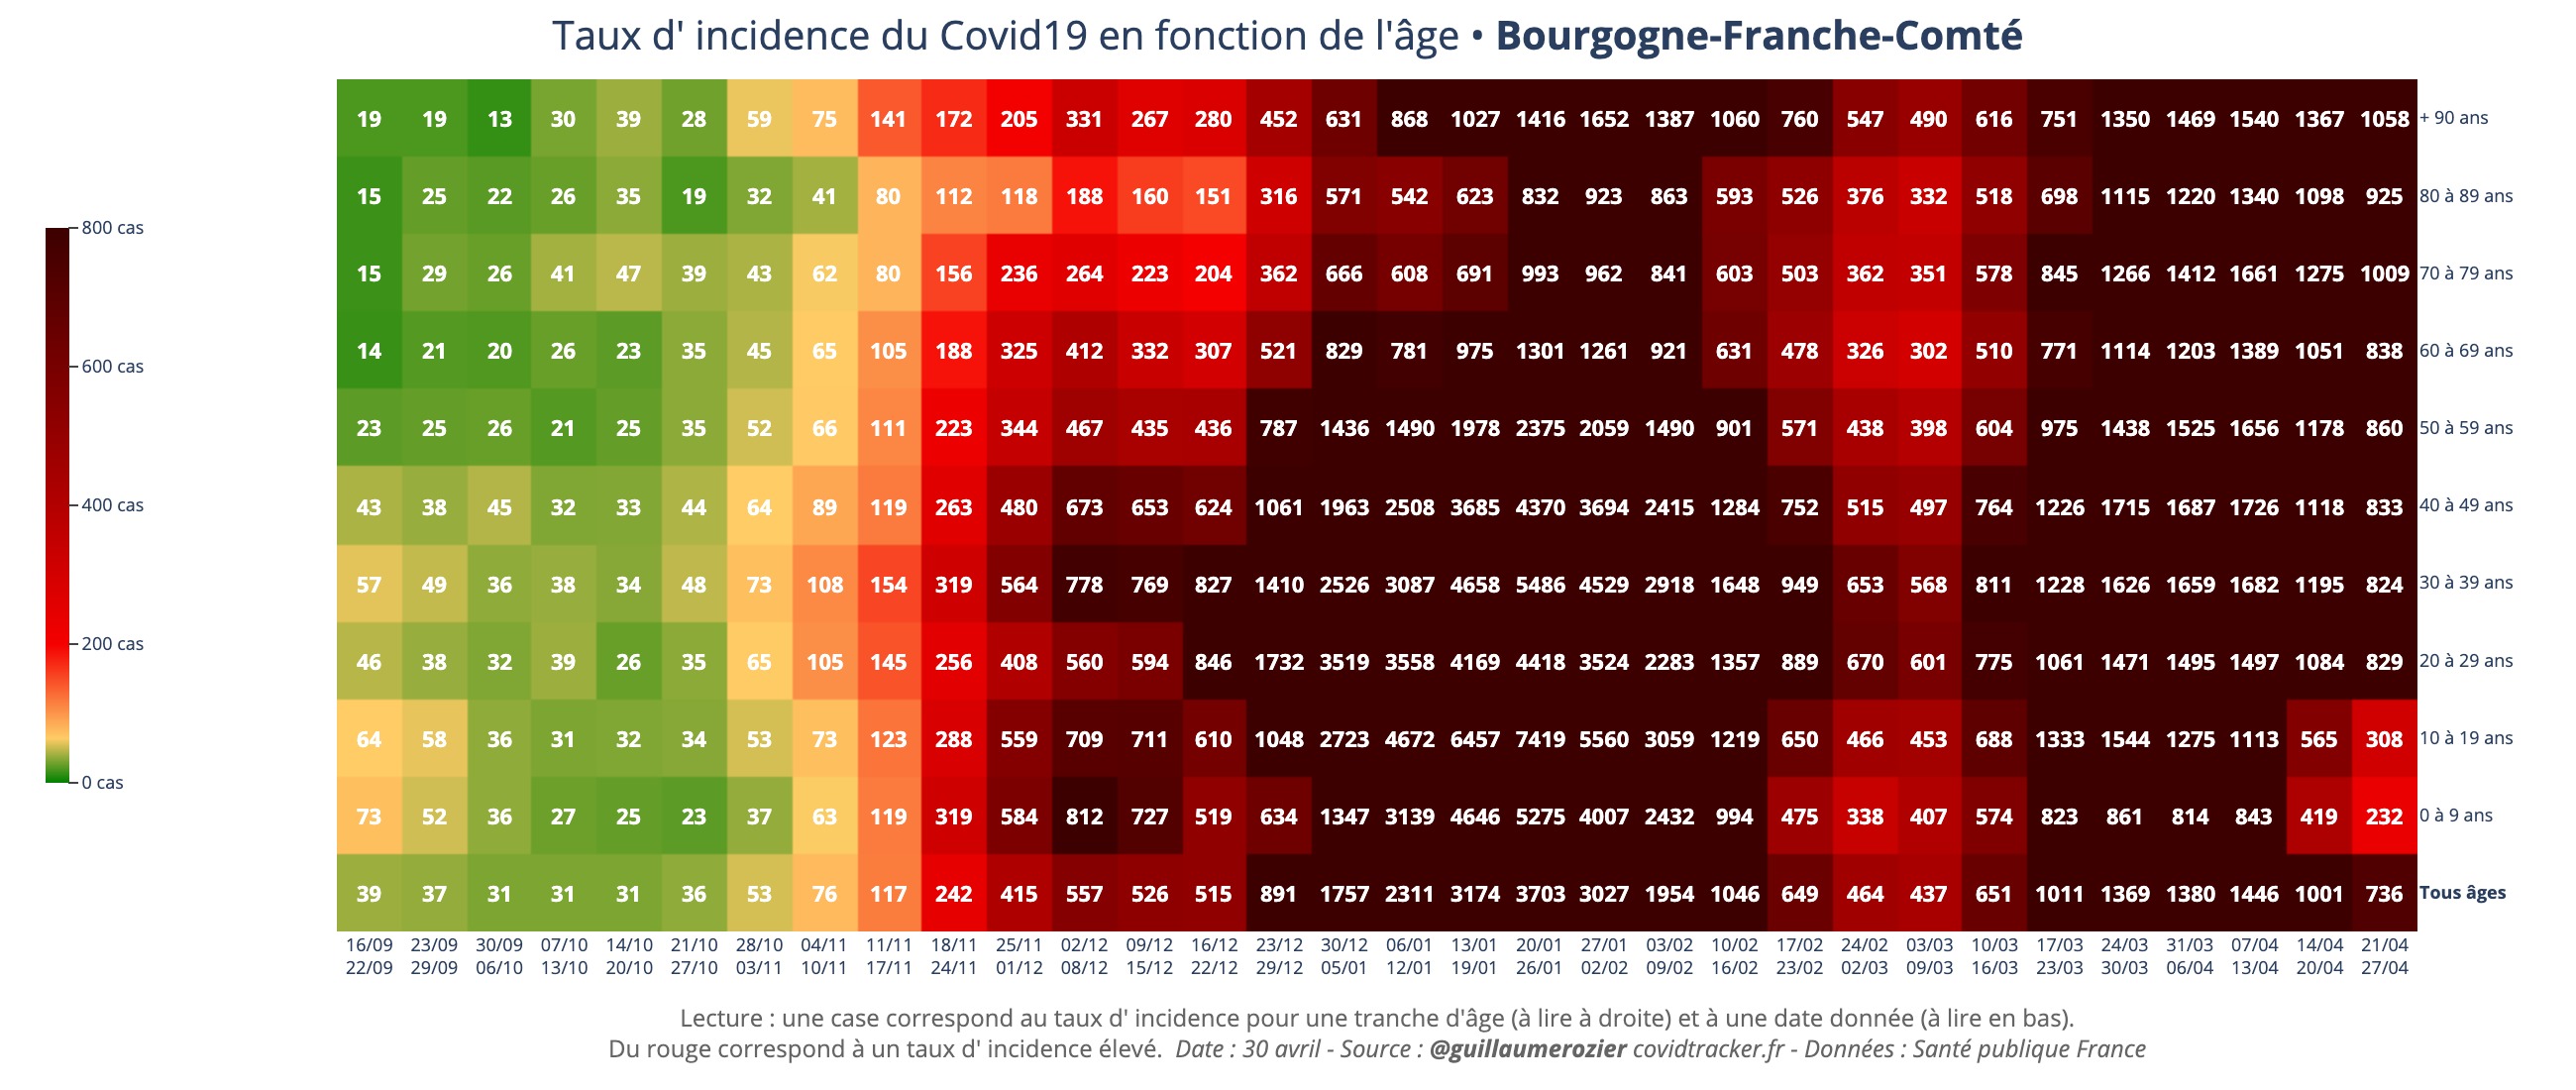 Taux d' incidence du Covid19 en fonction de l'âge • Bourgogne-Franche-Comté
800 cas
600 cas
400 cas
200 cas
0 cas
19 19 13 30 39 28 59 75 141 172 205 331 267 280 452 631 868 1027 1416 1652 1387 1060 760 547 490 616 751 1350 1469 1540 1367 1058 + 90 ans
15 25 22 26 35 19 32 41 80 112 118 188 160 151 316 571 542 623 832 923 863 593 526 376 332 518 698 1115 1220 1340 1098 925 80 à 89 ans
15 29 26 41 47 39 43 62 80 156 236 264 223 204 362 666 608 691 993 962 841 603 503 362 351 578 845 1266 1412 1661 1275 1009 70 à 79 ans
14 21 20 26 23 35 45 65 105 188 325 412 332 307 521 829 781 975 1301 1261 921 631 478 326 302 510 771 1114 1203 1389 1051 838 60 à 69 ans
23 25 26 21 25 35 52 66 111 223 344 467 435 436 787 1436 1490 1978 2375 2059 1490 901 571 438 398 604 975 1438 1525 1656 1178 860 50 à 59 ans
43 38 45 32 33 44 64 89 119 263 480 673 653 624 1061 1963 2508 3685 4370 3694 2415 1284 752 515 497 764 1226 1715 1687 1726 1118 833 40 à 49 ans
57 49 36 38 34 48 73 108 154 319 564 778 769 827 1410 2526 3087 4658 5486 4529 2918 1648 949 653 568 811 1228 1626 1659 1682 1195 824 30 à 39 ans
46 38 32 39 26 35 65 105 145 256 408 560 594 846 1732 3519 3558 4169 4418 3524 2283 1357 889 670 601 775 1061 1471 1495 1497 1084 829 20 à 29 ans
64 58 36 31 32 34 53 73 123 288 559 709 711 610 1048 2723 4672 6457 7419 5560 3059 1219 650 466 453 688 1333 1544 1275 1113 565 308 10 à 19 ans
73 52 36 27 25 23 37 63 119 319 584 812 727 519 634 1347 3139 4646 5275 4007 2432 994 475 338 407 574 823 861 814 843 419 232 0 à 9 ans
39 37 31 31 31 36 53 76 117 242 415 557 526 515 891 1757 2311 3174 3703 3027 1954 1046 649 464 437 651 1011 1369 1380 1446 1001 736 Tous âges
16/09 23/09 30/09 07/10 14/10 21/10 28/10 04/11 11/11 18/11 25/11 02/12 09/12 16/12 23/12 30/12 06/01 13/01 20/01 27/01 03/02 10/02 17/02 24/02 03/03 10/03 17/03 24/03 31/03 07/04 14/04 21/04
22/09 29/09 06/10 13/10 20/10 27/10 03/11 10/11 17/11 24/11 01/12 08/12 15/12 22/12 29/12 05/01 12/01 19/01 26/01 02/02 09/02 16/02 23/02 02/03 09/03 16/03 23/03 30/03 06/04 13/04 20/04 27/04
Lecture : une case correspond au taux d' incidence pour une tranche d'âge (à lire à droite) et à une date donnée (à lire en bas).
Du rouge correspond à un taux d' incidence élevé. Date : 30 avril - Source : @guillaumerozier covidtracker.fr - Données : Santé publique France